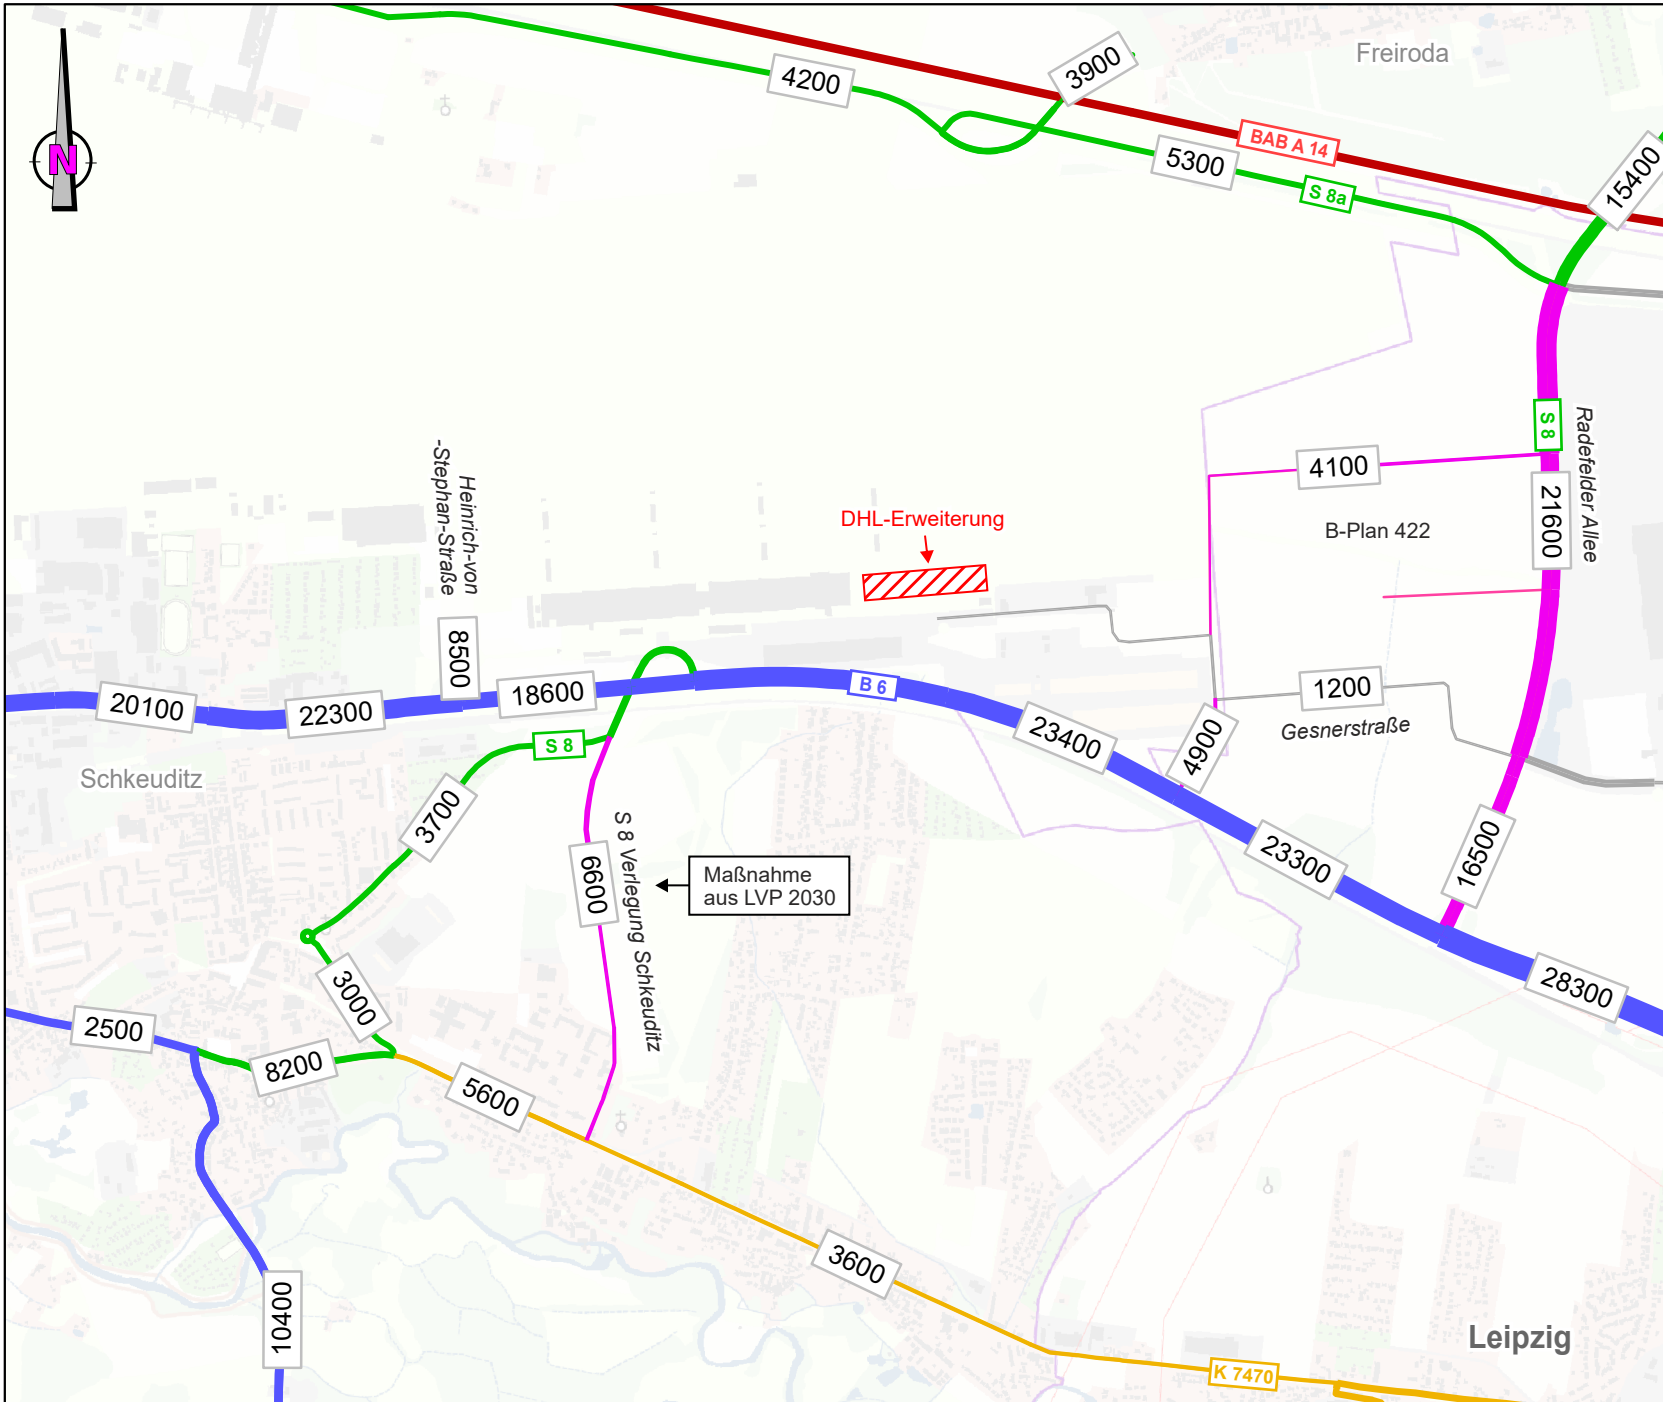 Freiroda
3900
4200
BAB A 14
5300
15400
S 8a
N
S 8
Radefelder Allee
4100
21600
B-Plan 422
Heinrich-von
-Stephan-Straße
DHL-Erweiterung
8500
20100
22300
18600
B 6
1200
Gesnerstraße
23400
4900
S 8
Schkeuditz
3700
S 8 Verlegung Schkeuditz
6600
Maßnahme
aus LVP 2030
23300
16500
3000
28300
2500
8200
5600
3600
10400
Leipzig
K 7470